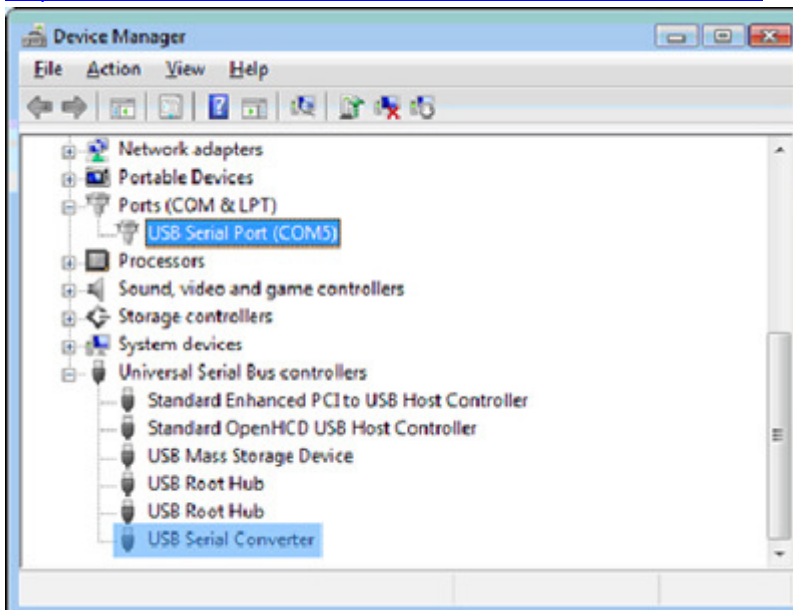 Device Manager
File Action View Help
Network adapters
Portable Devices
Ports (COM & LPT)
USB Serial Port (COM5)
Processors
Sound, video and game controllers
Storage controllers
System devices
Universal Serial Bus controllers
Standard Enhanced PCI to USB Host Controller
Standard OpenHCD USB Host Controller
USB Mass Storage Device
USB Root Hub
USB Root Hub
USB Serial Converter